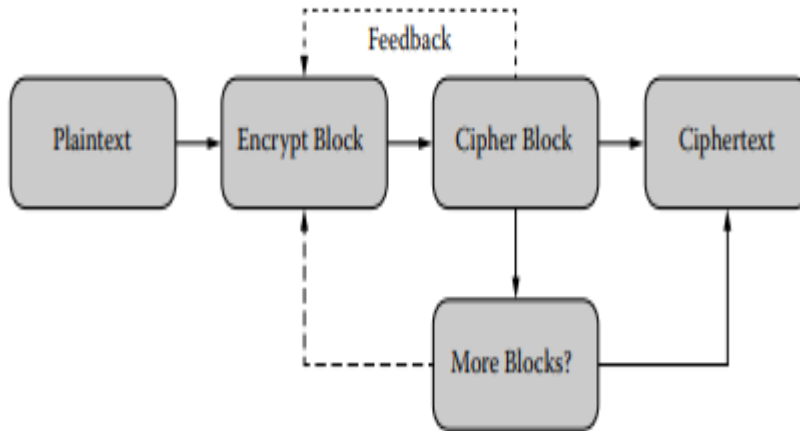 Feedback
Plaintext
Encrypt Block
Cipher Block
Ciphertext
More Blocks?